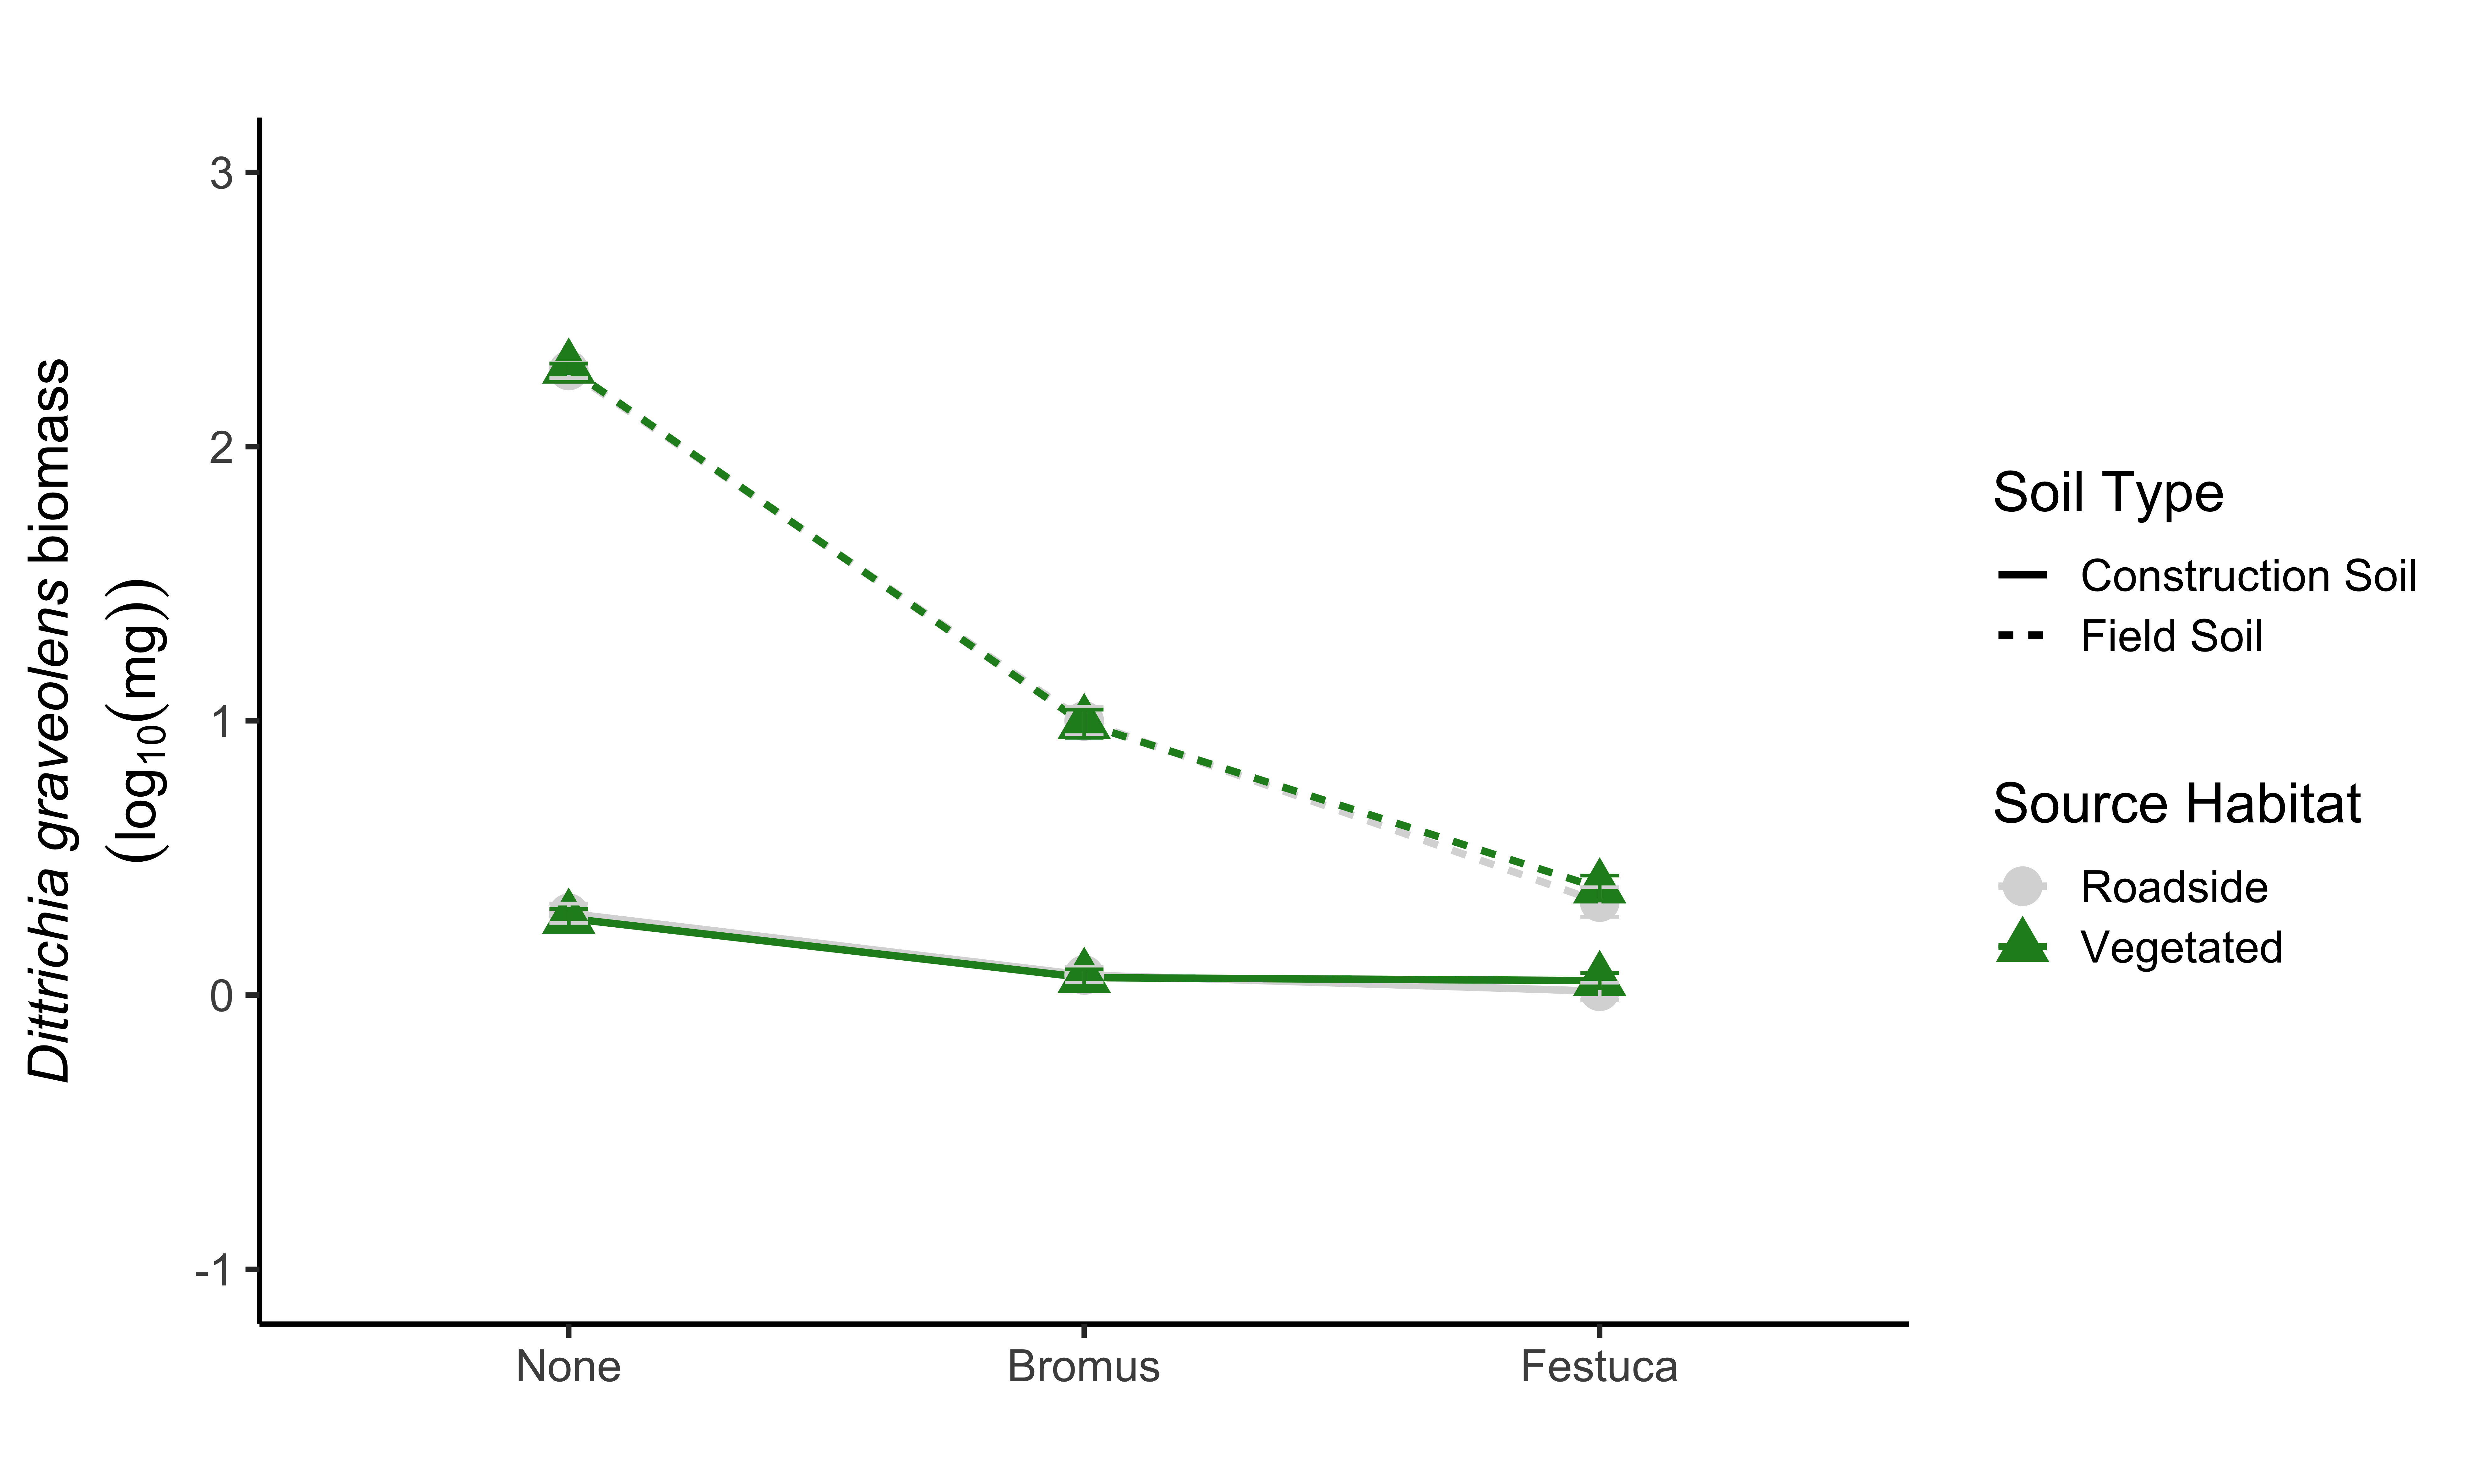 Dittrichia graveolens biomass
(log₁₀(mg))
3
2
1
0
-1
None
Bromus
Festuca
Soil Type
Construction Soil
Field Soil
Source Habitat
Roadside
Vegetated